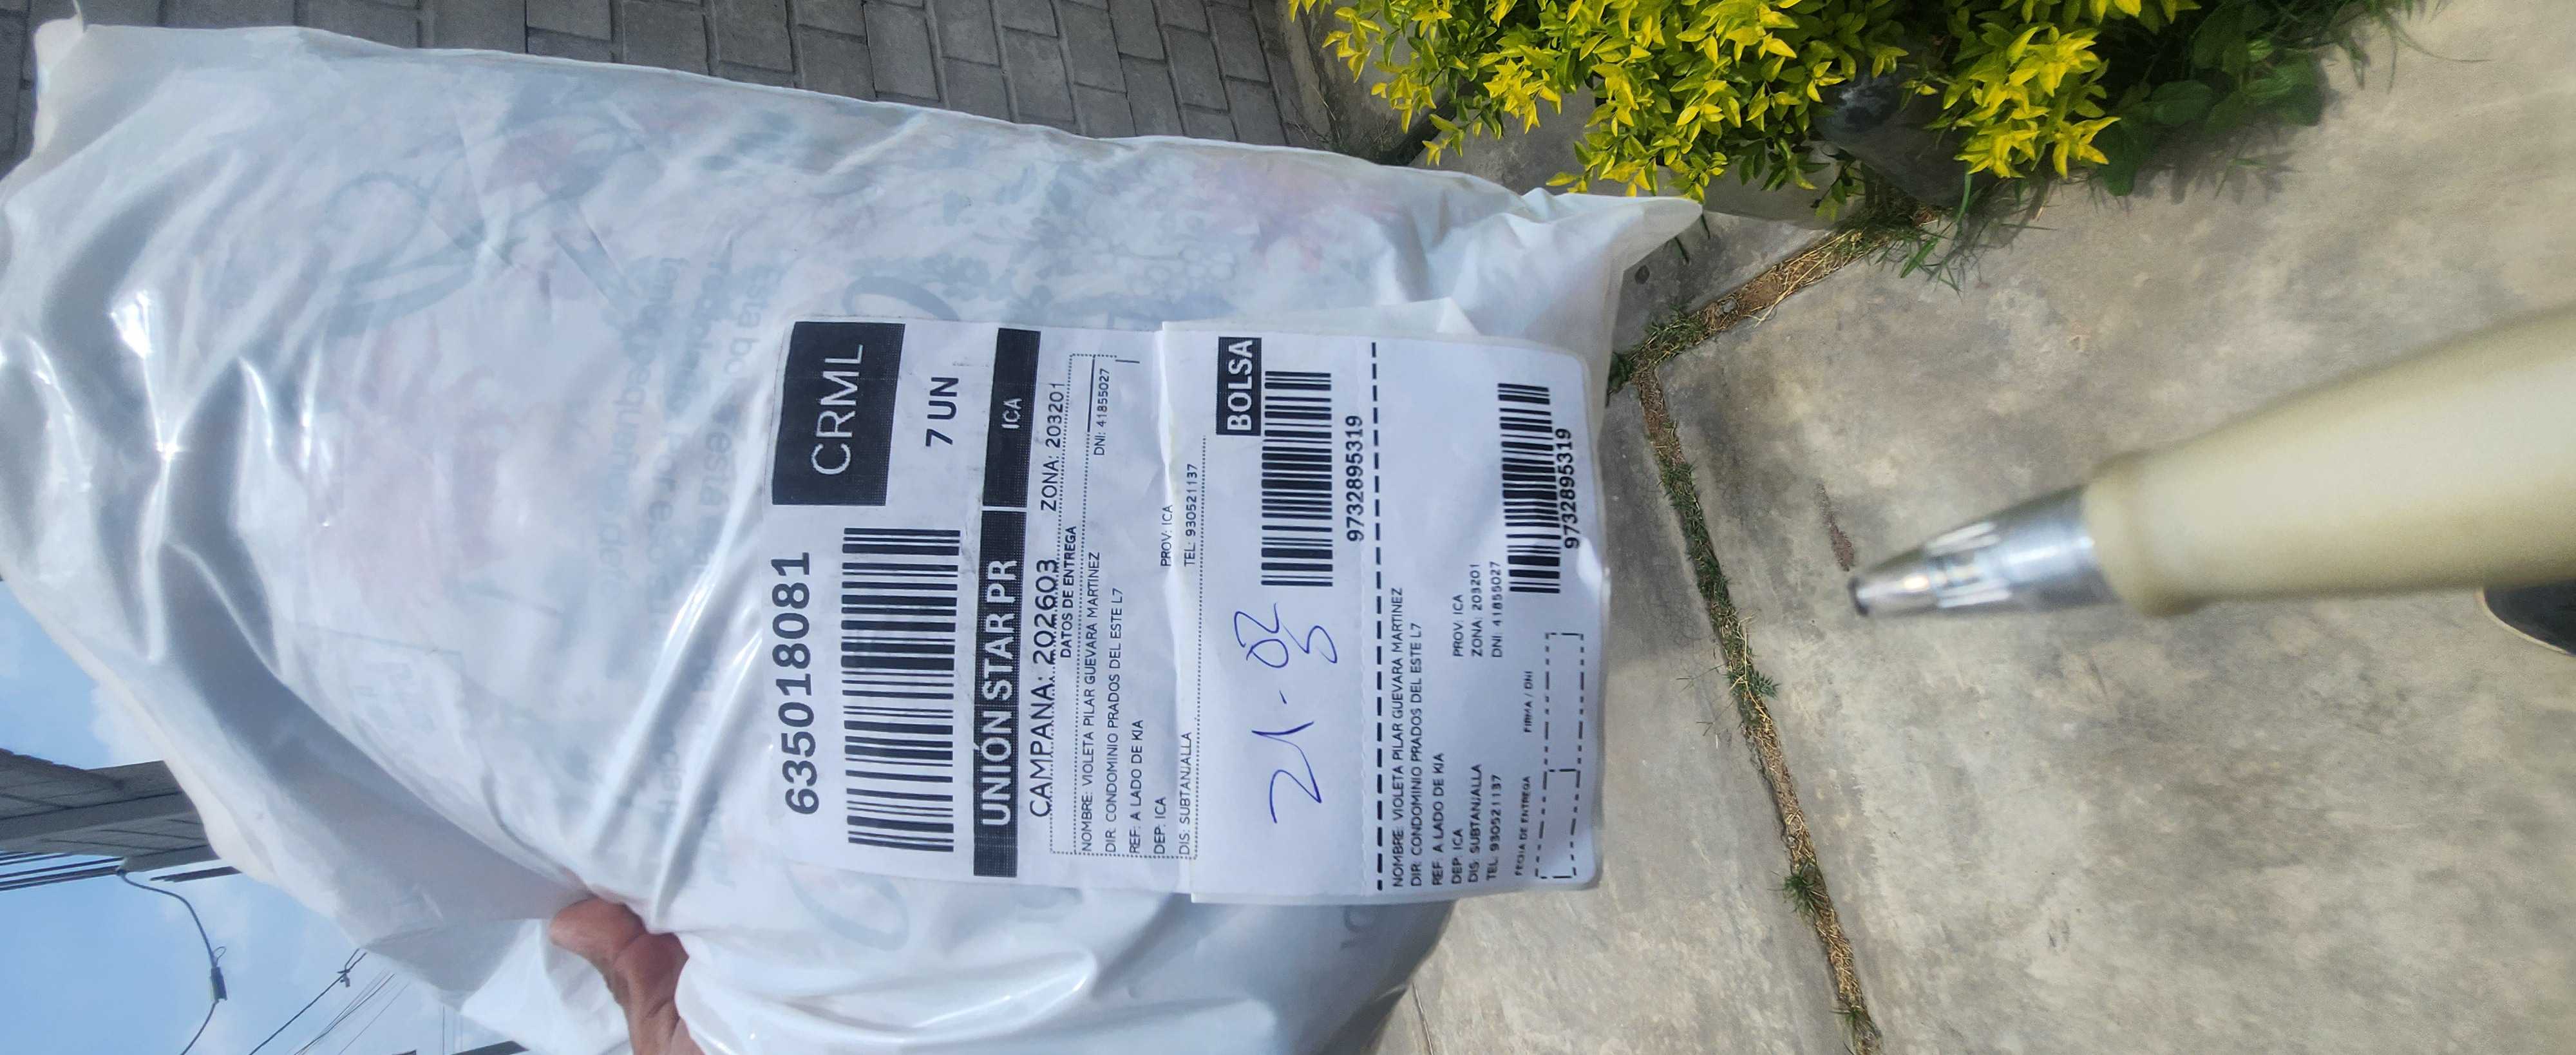 635018081
CRML
7 UN
UNIÓN STAR PR ICA
CAMPAÑA: 202603 ZONA: 203201
DATOS DE ENTREGA
NOMBRE: VIOLETA PILAR GUEVARA MARTINEZ
DIR: CONDOMINIO PRADOS DEL ESTE L7 DNI: 41855027
REF: A LADO DE KIA
DEP: ICA PROV: ICA
DIS: SUBTANJALLA TEL: 930521137
BOLSA
21-02
9732895319
NOMBRE: VIOLETA PILAR GUEVARA MARTINEZ
DIR: CONDOMINIO PRADOS DEL ESTE L7
REF: A LADO DE KIA
DEP: ICA PROV: ICA
DIS: SUBTANJALLA ZONA: 203201
TEL: 930521137 DNI: 41855027
FECHA DE ENTREGA FIRMA / DNI
9732895319